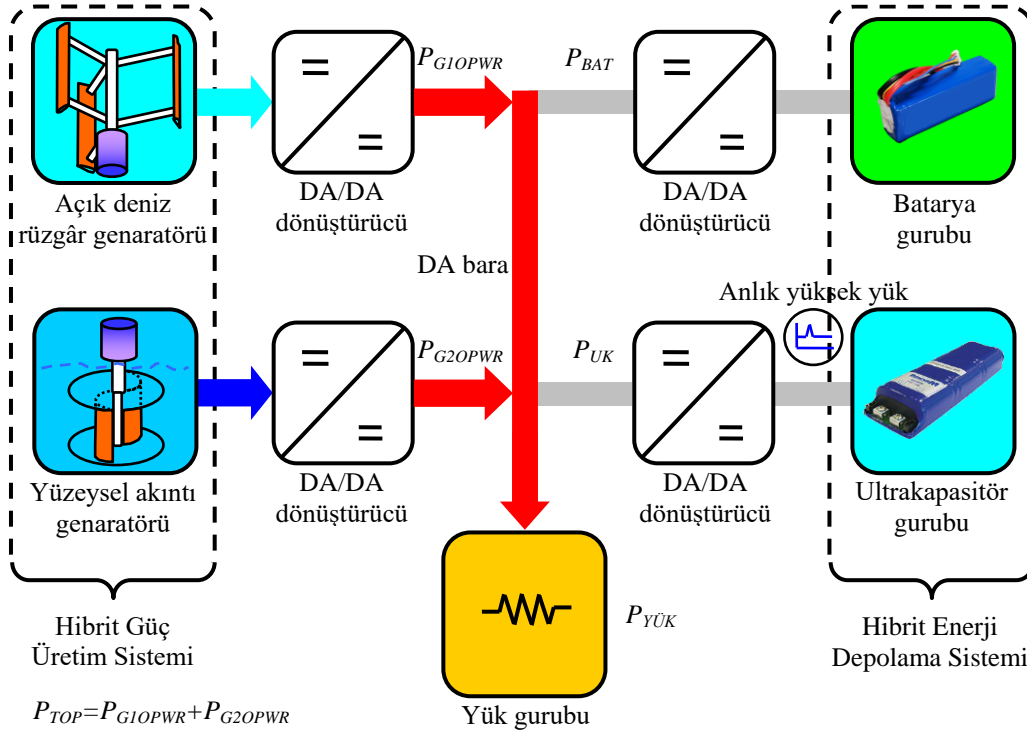 P_G1OPWR
P_BAT
DA/DA
dönüştürücü
DA/DA
dönüştürücü
Açık deniz
rüzgâr genaratörü
Batarya
gurubu
DA bara
Anlık yüksek yük
P_G2OPWR
P_UK
DA/DA
dönüştürücü
DA/DA
dönüştürücü
Yüzeysel akıntı
genaratörü
Ultrakapasitör
gurubu
P_YÜK
Hibrit Güç
Üretim Sistemi
Hibrit Enerji
Depolama Sistemi
P_TOP=P_G1OPWR+P_G2OPWR
Yük gurubu